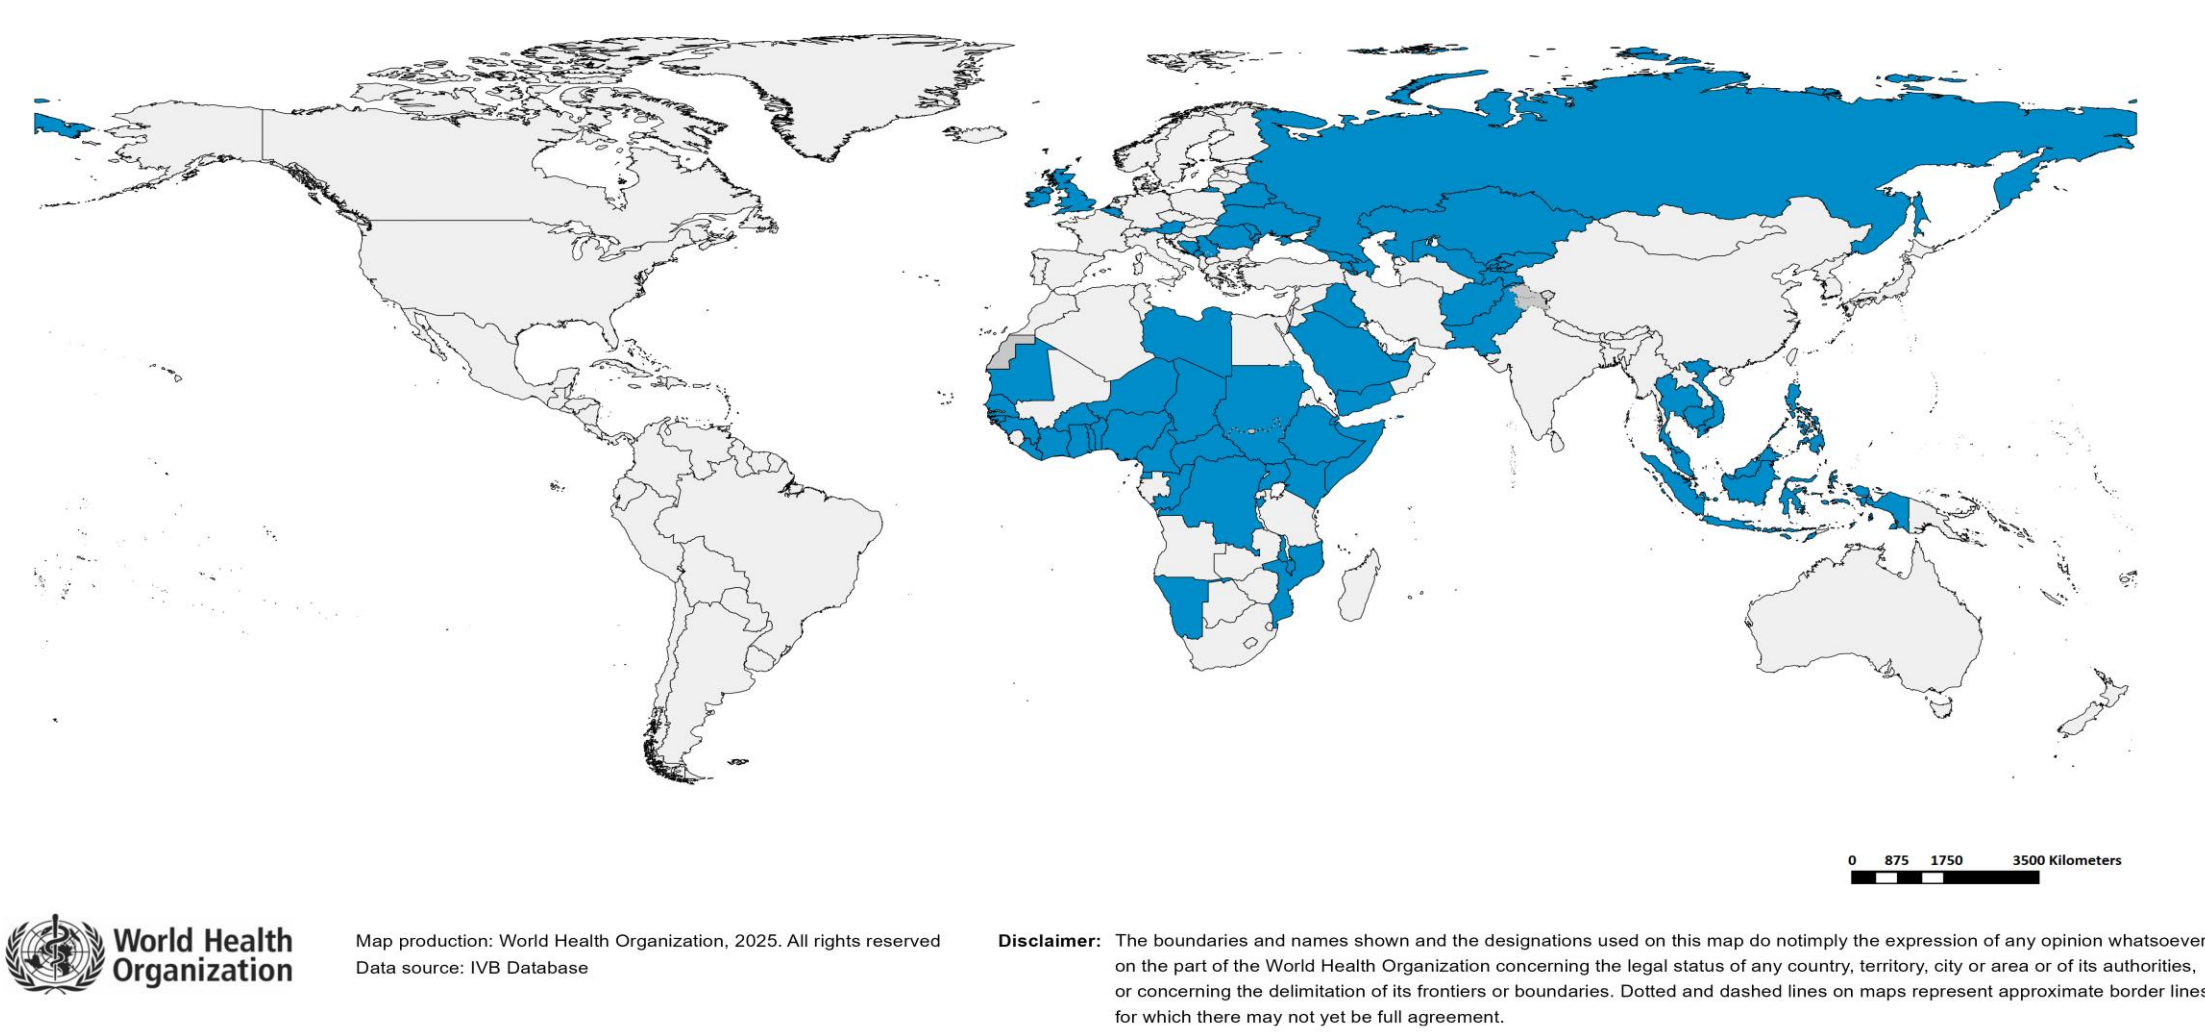 0 875 1750 3500 Kilometers
World Health
Organization
Map production: World Health Organization, 2025. All rights reserved
Data source: IVB Database
Disclaimer: The boundaries and names shown and the designations used on this map do notimply the expression of any opinion whatsoever
on the part of the World Health Organization concerning the legal status of any country, territory, city or area or of its authorities,
or concerning the delimitation of its frontiers or boundaries. Dotted and dashed lines on maps represent approximate border lines
for which there may not yet be full agreement.